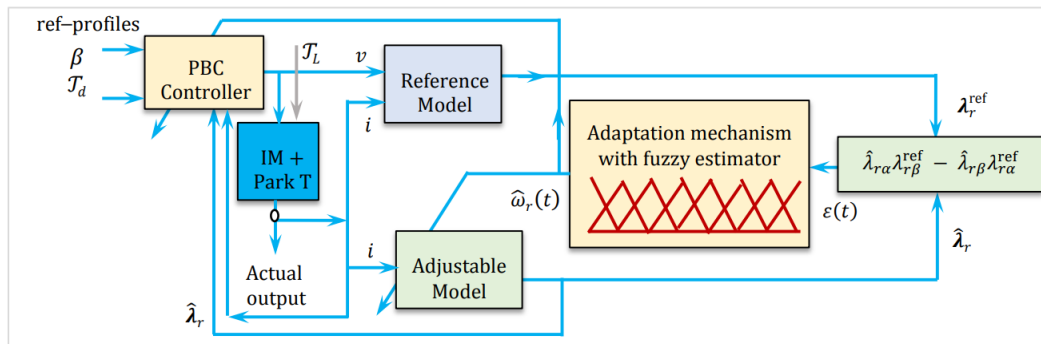 ref–profiles
β
𝒯_d
PBC
Controller
𝒯_L
v
i
Reference
Model
IM +
Park T
Actual
output
λ̂_r
i
Adjustable
Model
ω̂_r(t)
Adaptation mechanism
with fuzzy estimator
ε(t)
λ_r^ref
λ̂_rα λ_rβ^ref − λ̂_rβ λ_rα^ref
λ̂_r